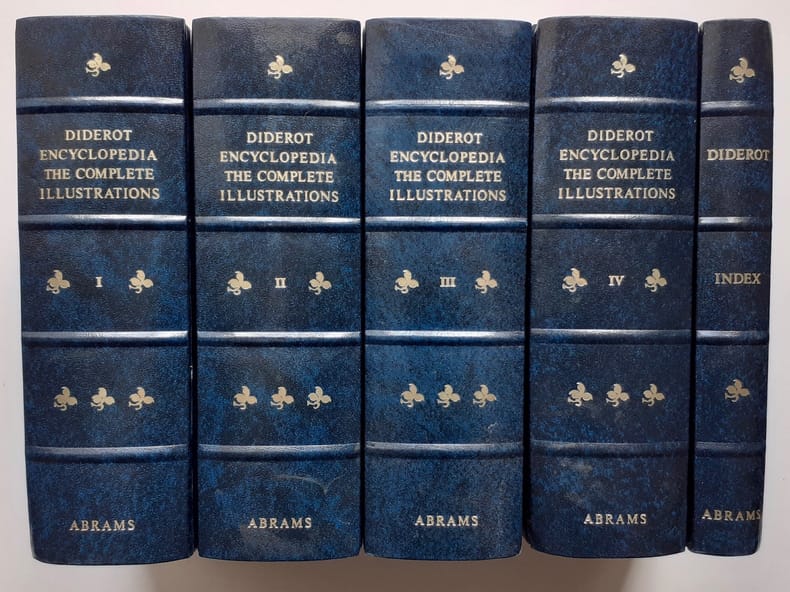 DIDEROT
ENCYCLOPEDIA
THE COMPLETE
ILLUSTRATIONS
I
ABRAMS
DIDEROT
ENCYCLOPEDIA
THE COMPLETE
ILLUSTRATIONS
II
ABRAMS
DIDEROT
ENCYCLOPEDIA
THE COMPLETE
ILLUSTRATIONS
III
ABRAMS
DIDEROT
ENCYCLOPEDIA
THE COMPLETE
ILLUSTRATIONS
IV
ABRAMS
DIDEROT
INDEX
ABRAMS